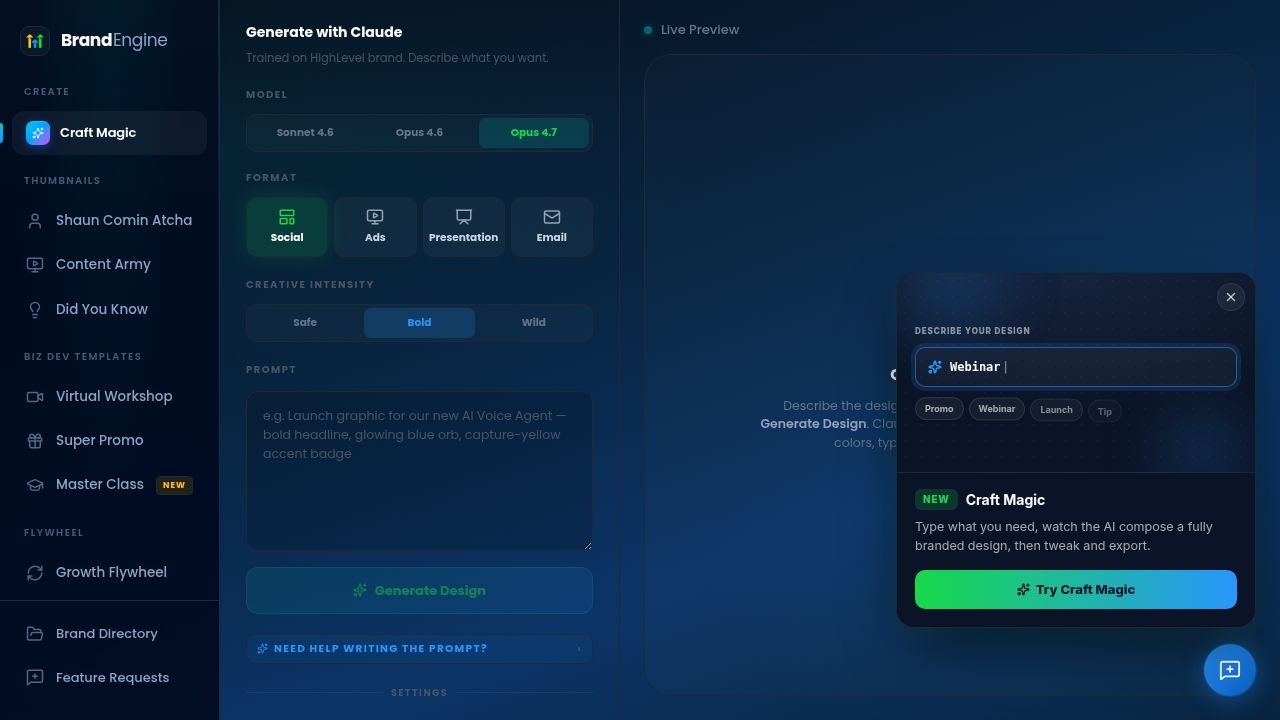 BrandEngine
CREATE
Craft Magic
THUMBNAILS
Shaun Comin Atcha
Content Army
Did You Know
BIZ DEV TEMPLATES
Virtual Workshop
Super Promo
Master Class NEW
FLYWHEEL
Growth Flywheel
Brand Directory
Feature Requests
Generate with Claude
Trained on HighLevel brand. Describe what you want.
MODEL
Sonnet 4.6 Opus 4.6 Opus 4.7
FORMAT
Social Ads Presentation Email
CREATIVE INTENSITY
Safe Bold Wild
PROMPT
e.g. Launch graphic for our new AI Voice Agent —
bold headline, glowing blue orb, capture-yellow
accent badge
Generate Design
NEED HELP WRITING THE PROMPT? ›
SETTINGS
Live Preview
Describe the
Generate Design.
colors,
DESCRIBE YOUR DESIGN
Webinar|
Promo Webinar Launch Tip
NEW Craft Magic
Type what you need, watch the AI compose a fully
branded design, then tweak and export.
Try Craft Magic